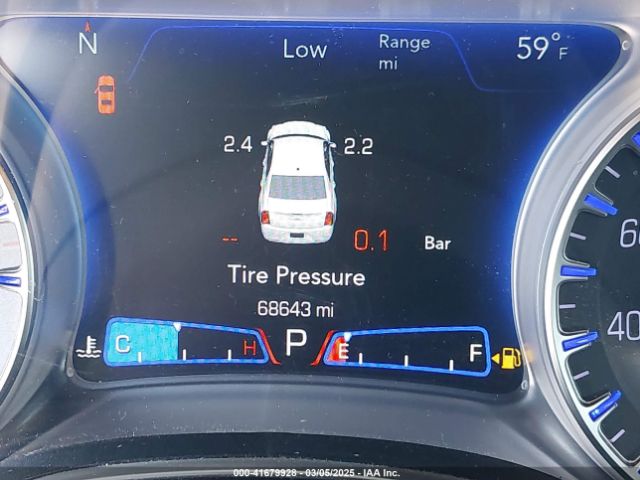 N
Low
Range
mi
59°F
2.4
2.2
--
0.1
Bar
Tire Pressure
68643 mi
C
H
P
E
F
40
000-41679928 - 03/05/2025 - IAA Inc.